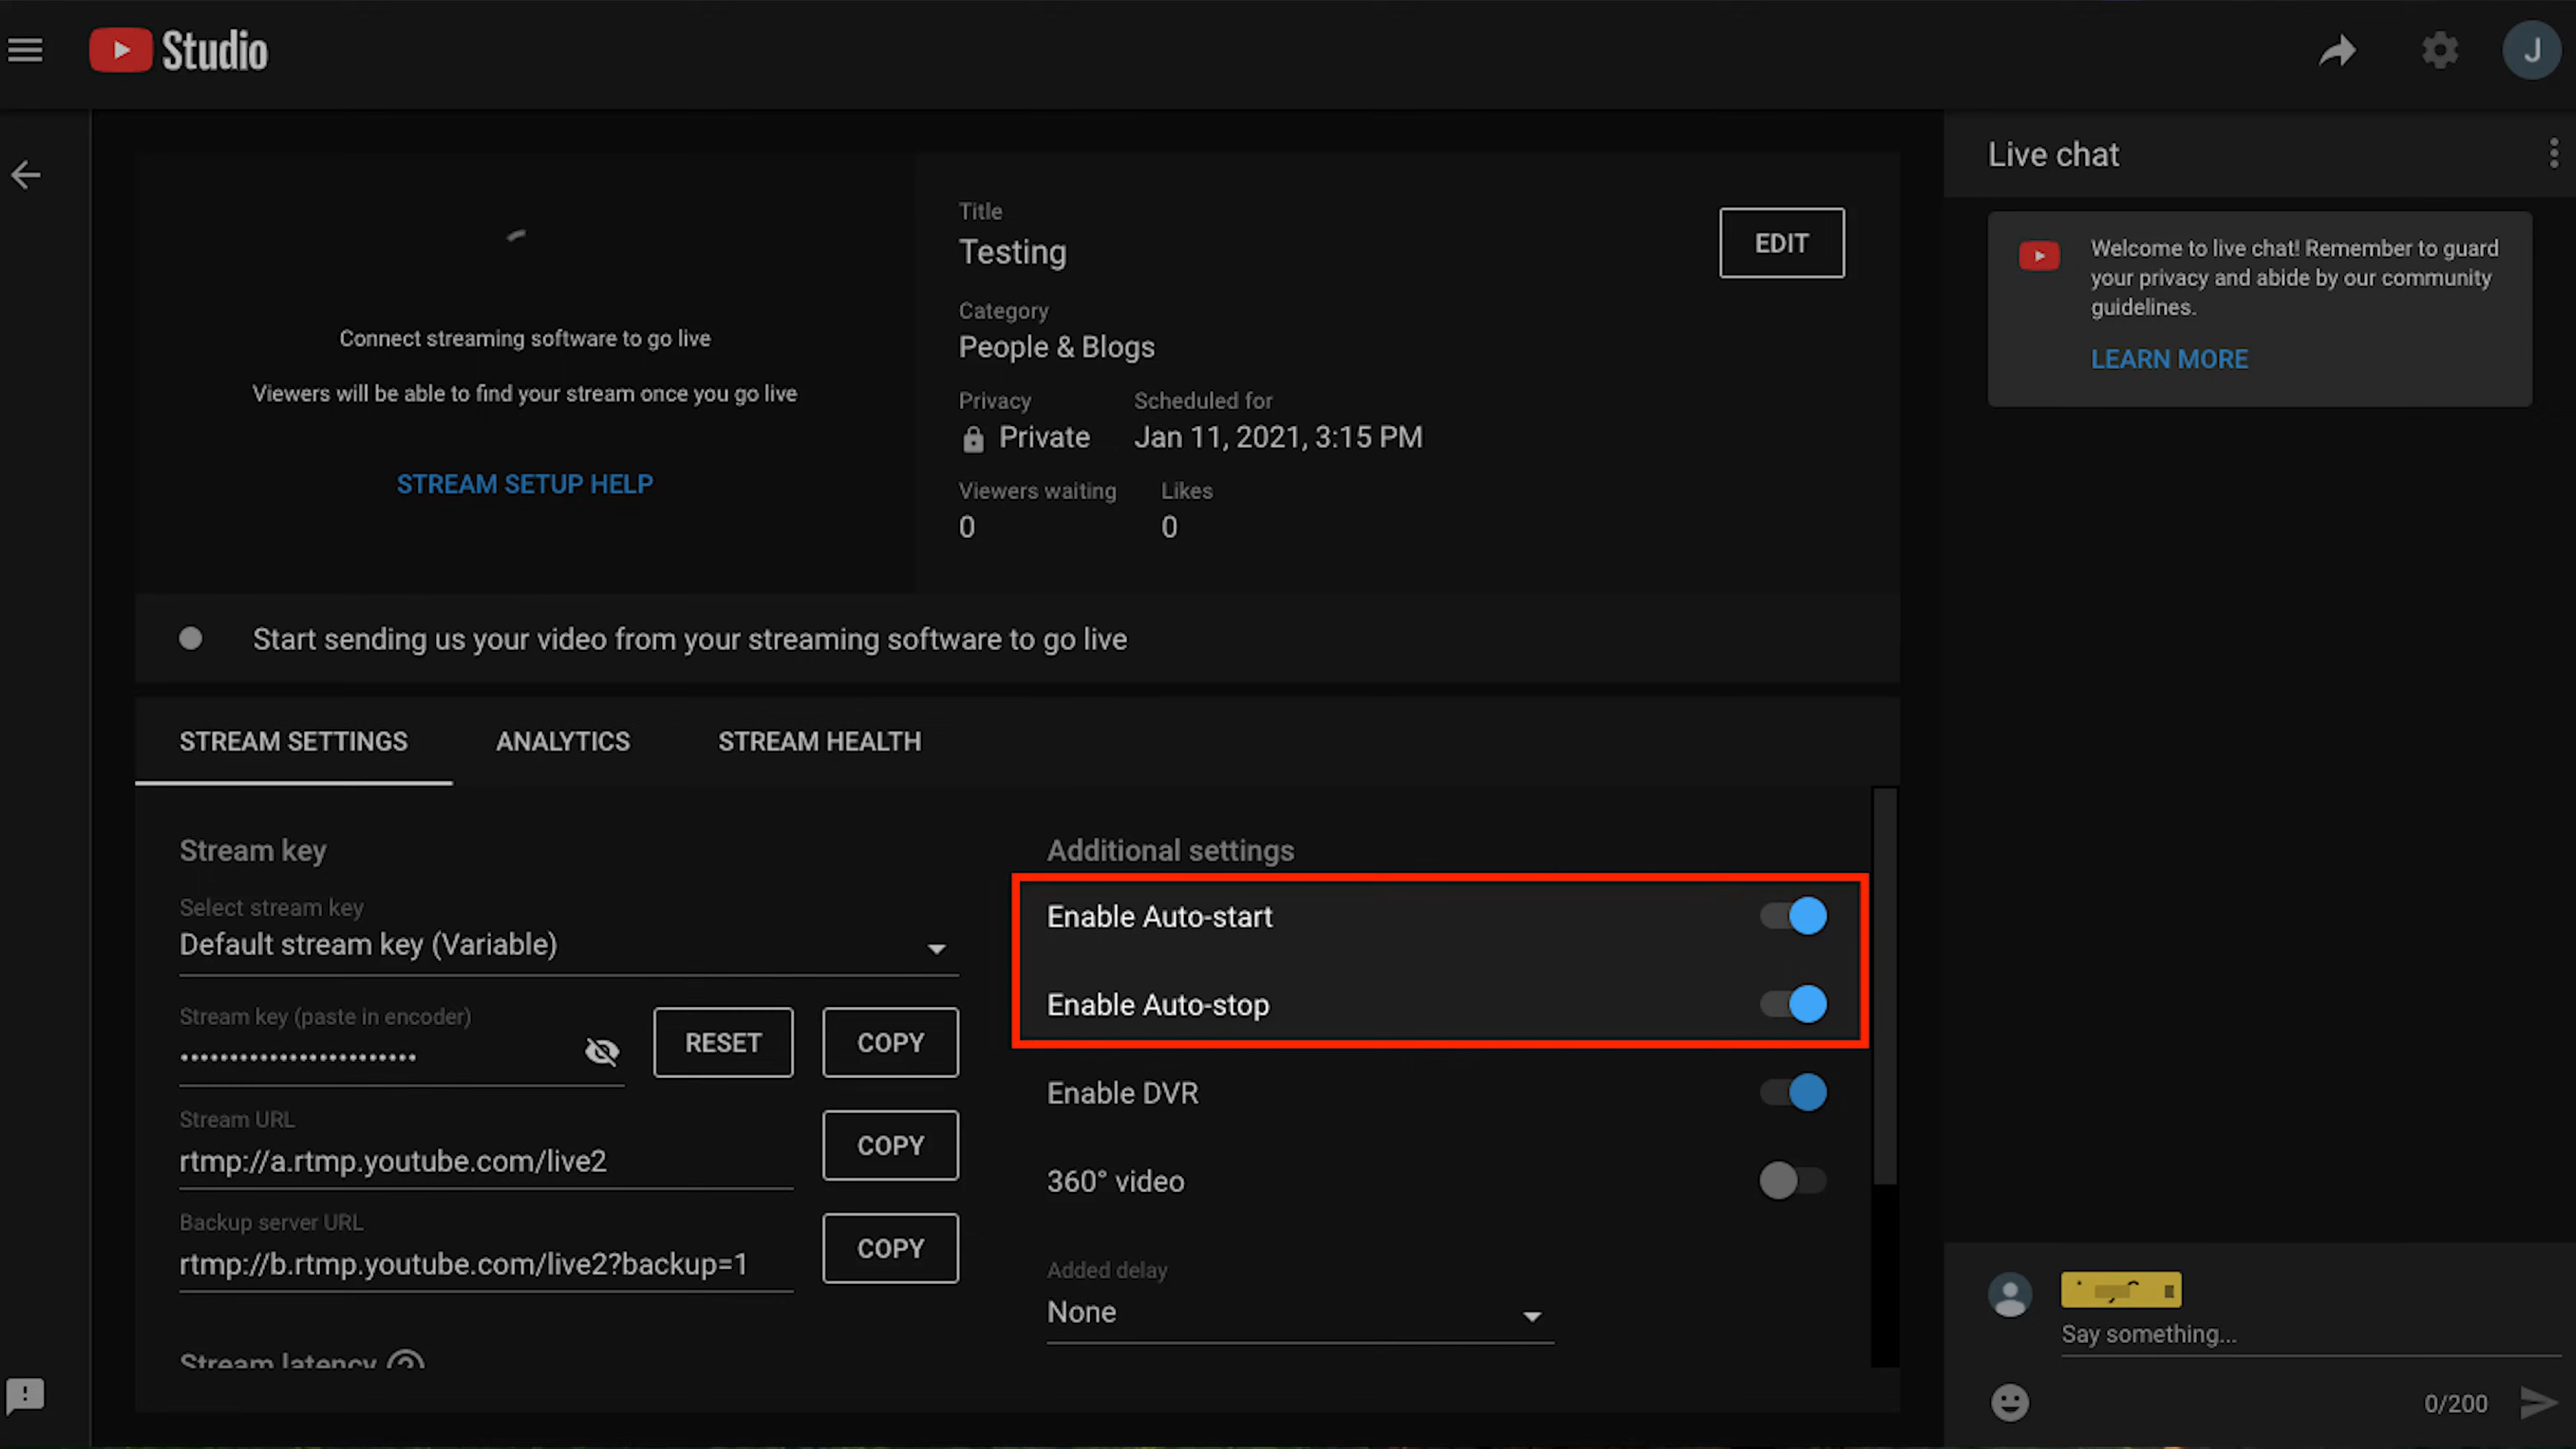 Studio
J
Connect streaming software to go live
Viewers will be able to find your stream once you go live
STREAM SETUP HELP
Title
Testing
EDIT
Category
People & Blogs
Privacy
Scheduled for
Private
Jan 11, 2021, 3:15 PM
Viewers waiting
Likes
0
0
Live chat
Welcome to live chat! Remember to guard
your privacy and abide by our community
guidelines.
LEARN MORE
Start sending us your video from your streaming software to go live
STREAM SETTINGS
ANALYTICS
STREAM HEALTH
Stream key
Select stream key
Default stream key (Variable)
Stream key (paste in encoder)
••••••••••••••••••••••••
RESET
COPY
Stream URL
rtmp://a.rtmp.youtube.com/live2
COPY
Backup server URL
rtmp://b.rtmp.youtube.com/live2?backup=1
COPY
Stream latency
Additional settings
Enable Auto-start
Enable Auto-stop
Enable DVR
360° video
Added delay
None
Say something...
0/200